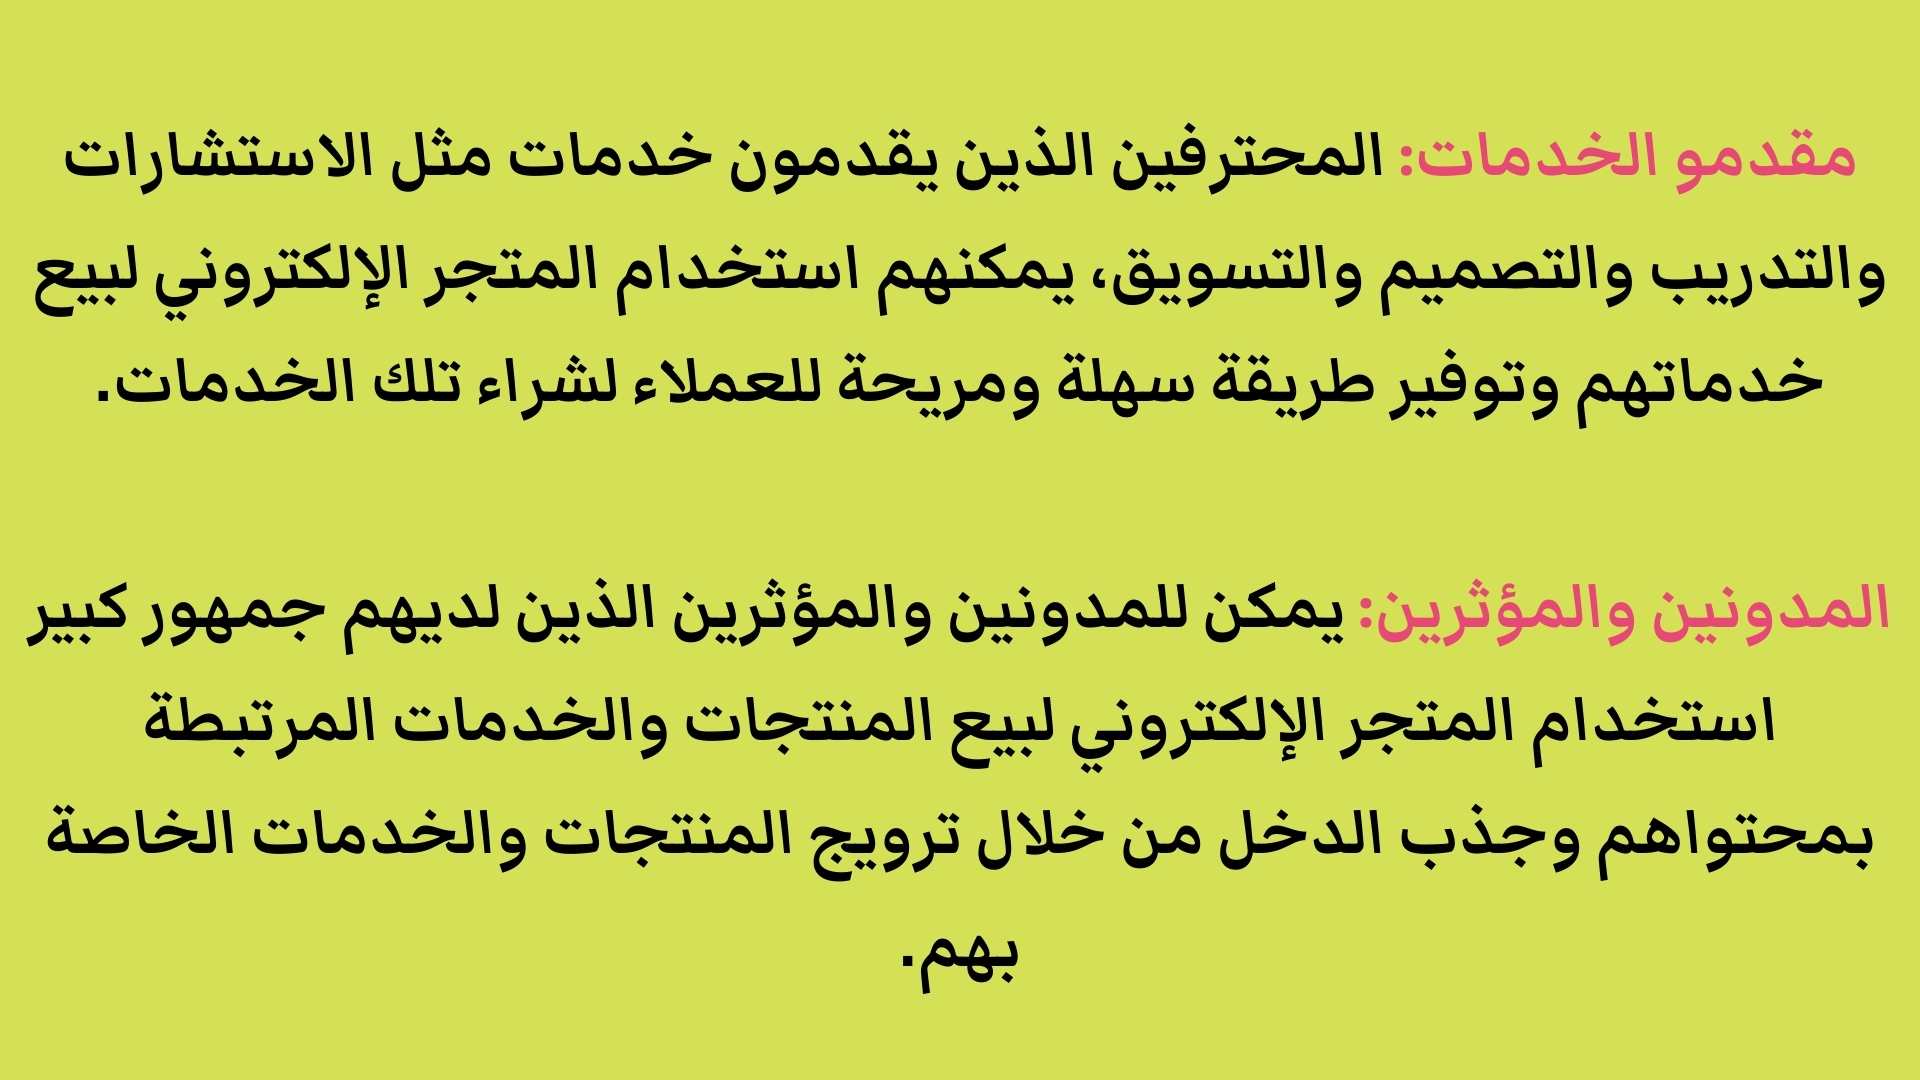 مقدمو الخدمات: المحترفين الذين يقدمون خدمات مثل الاستشارات
والتدريب والتصميم والتسويق، يمكنهم استخدام المتجر الإلكتروني لبيع
خدماتهم وتوفير طريقة سهلة ومريحة للعملاء لشراء تلك الخدمات.
المدونين والمؤثرين: يمكن للمدونين والمؤثرين الذين لديهم جمهور كبير
استخدام المتجر الإلكتروني لبيع المنتجات والخدمات المرتبطة
بمحتواهم وجذب الدخل من خلال ترويج المنتجات والخدمات الخاصة
بهم.